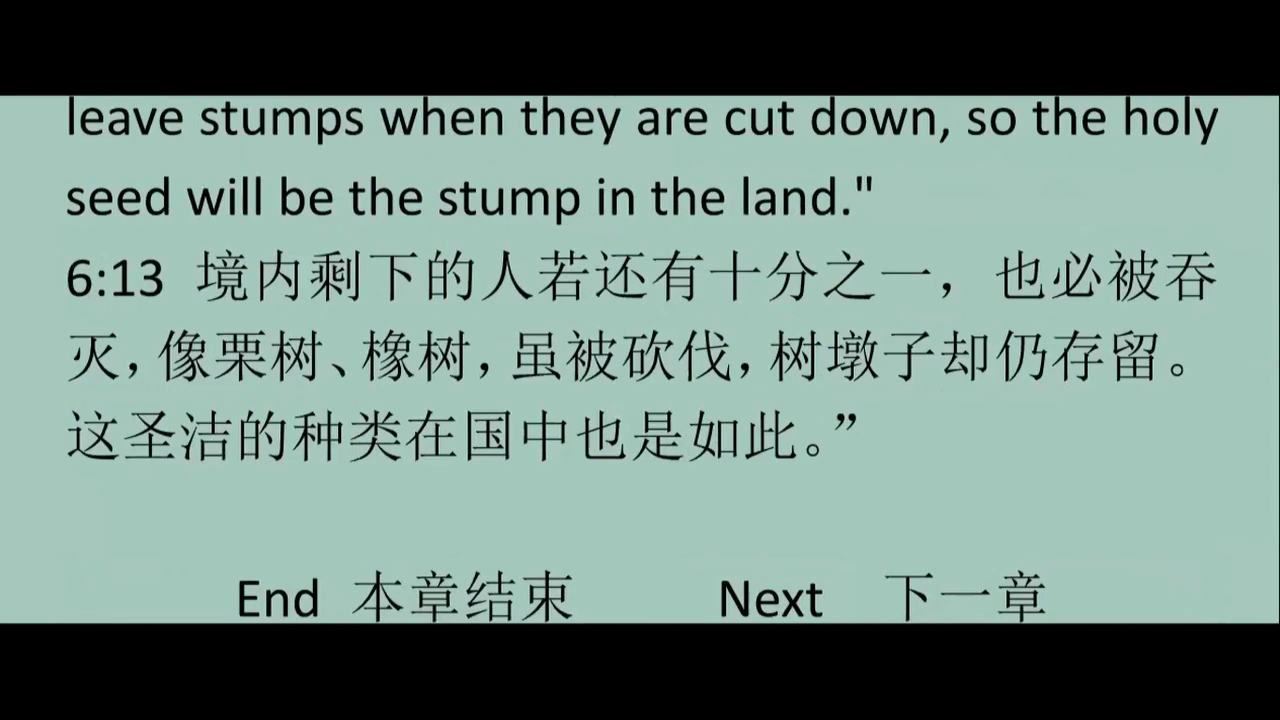 leave stumps when they are cut down, so the holy
seed will be the stump in the land."
6:13 境内剩下的人若还有十分之一，也必被吞
灭，像栗树、橡树，虽被砍伐，树墩子却仍存留。
这圣洁的种类在国中也是如此。”
End 本章结束 Next 下一章